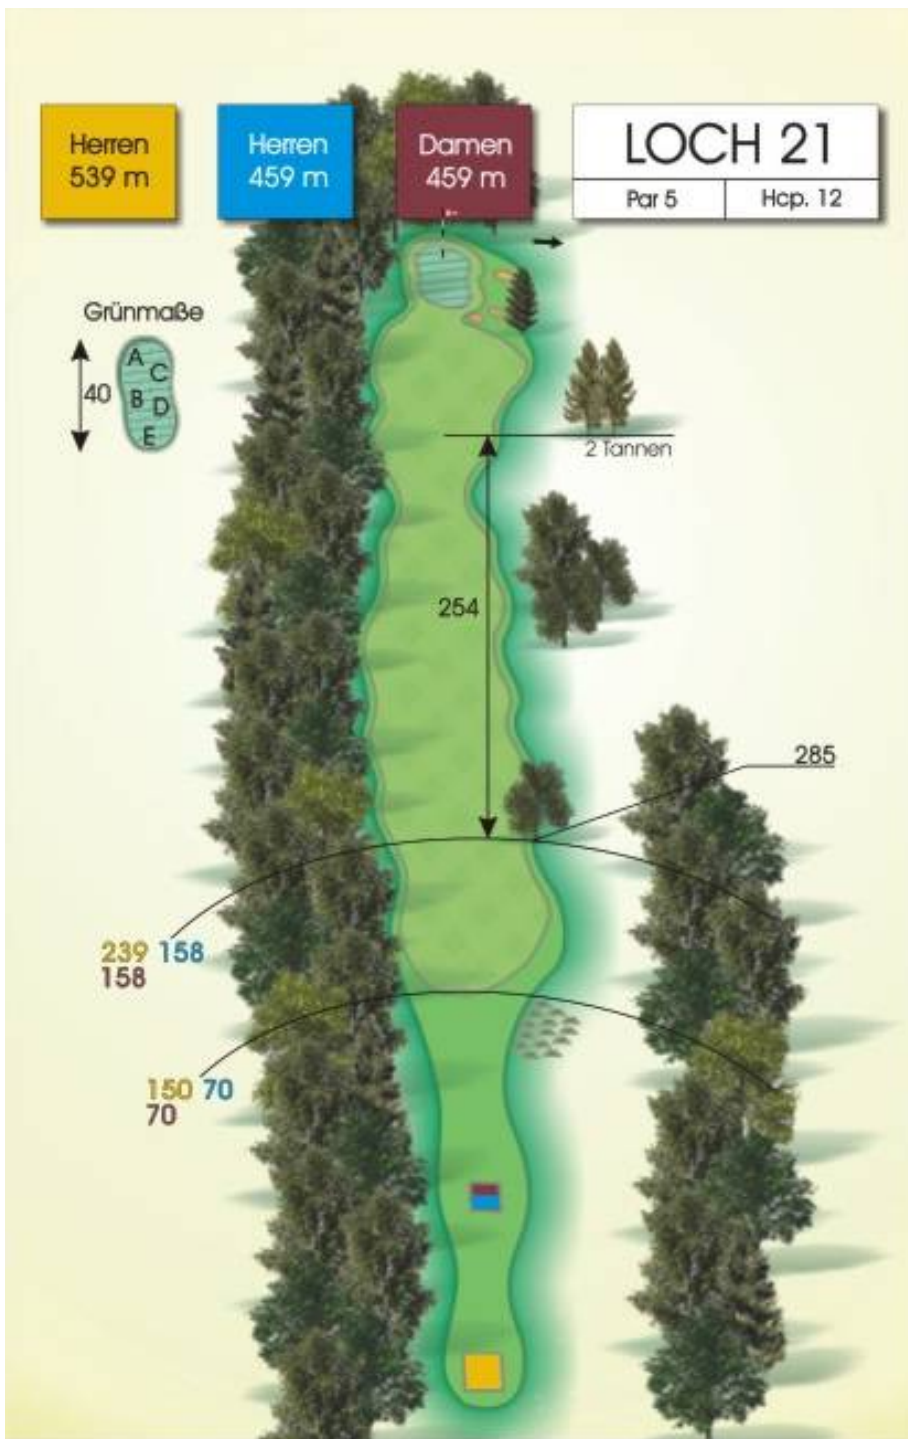 Herren
539 m
Herren
459 m
Damen
459 m
LOCH 21
Par 5
Hcp. 12
Grünmaße
A
C
40
B
D
E
2 Tannen
254
285
239 158
158
150 70
70